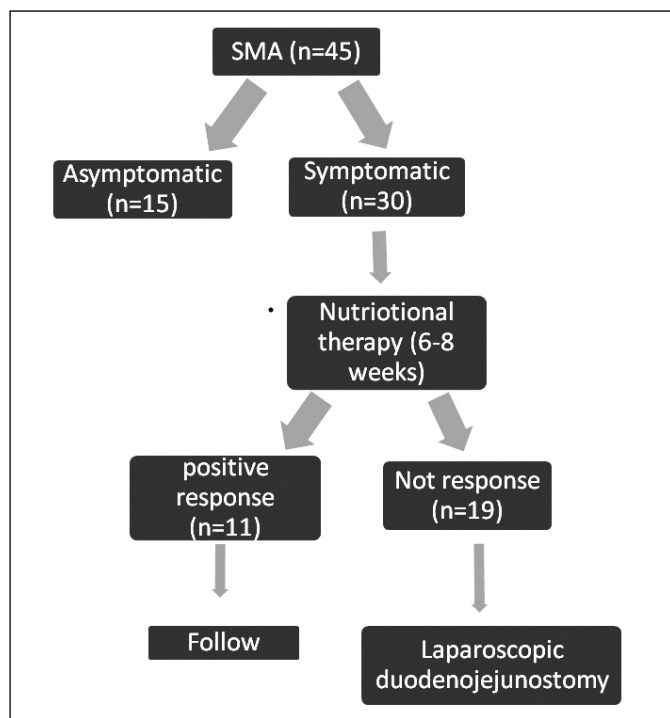 SMA (n=45)
Asymptomatic
(n=15)
Symptomatic
(n=30)
Nutriotional
therapy (6-8
weeks)
positive
response
(n=11)
Not response
(n=19)
Follow
Laparoscopic
duodenojejunostomy